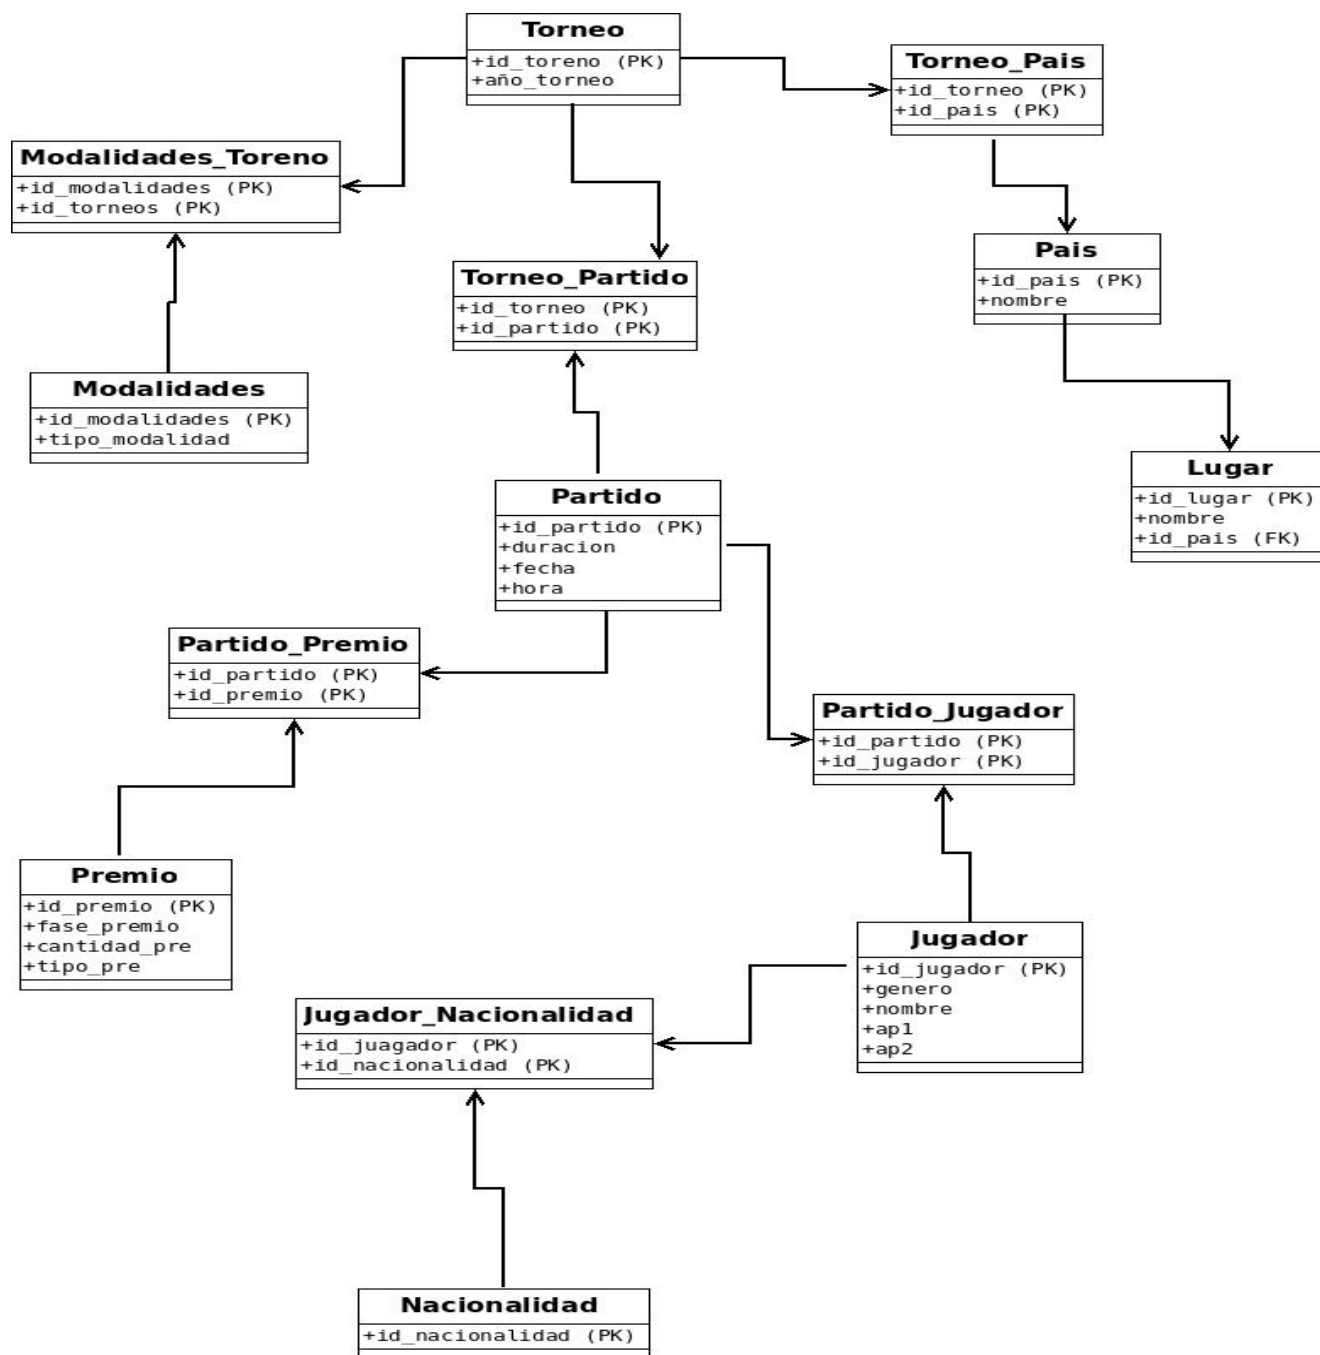 Torneo
+id_toreno (PK)
+año_torneo
Torneo_Pais
+id_torneo (PK)
+id_pais (PK)
Modalidades_Toreno
+id_modalidades (PK)
+id_torneos (PK)
Pais
+id_pais (PK)
+nombre
Torneo_Partido
+id_torneo (PK)
+id_partido (PK)
Modalidades
+id_modalidades (PK)
+tipo_modalidad
Lugar
+id_lugar (PK)
+nombre
+id_pais (FK)
Partido
+id_partido (PK)
+duracion
+fecha
+hora
Partido_Premio
+id_partido (PK)
+id_premio (PK)
Partido_Jugador
+id_partido (PK)
+id_jugador (PK)
Premio
+id_premio (PK)
+fase_premio
+cantidad_pre
+tipo_pre
Jugador
+id_jugador (PK)
+genero
+nombre
+ap1
+ap2
Jugador_Nacionalidad
+id_juagador (PK)
+id_nacionalidad (PK)
Nacionalidad
+id_nacionalidad (PK)